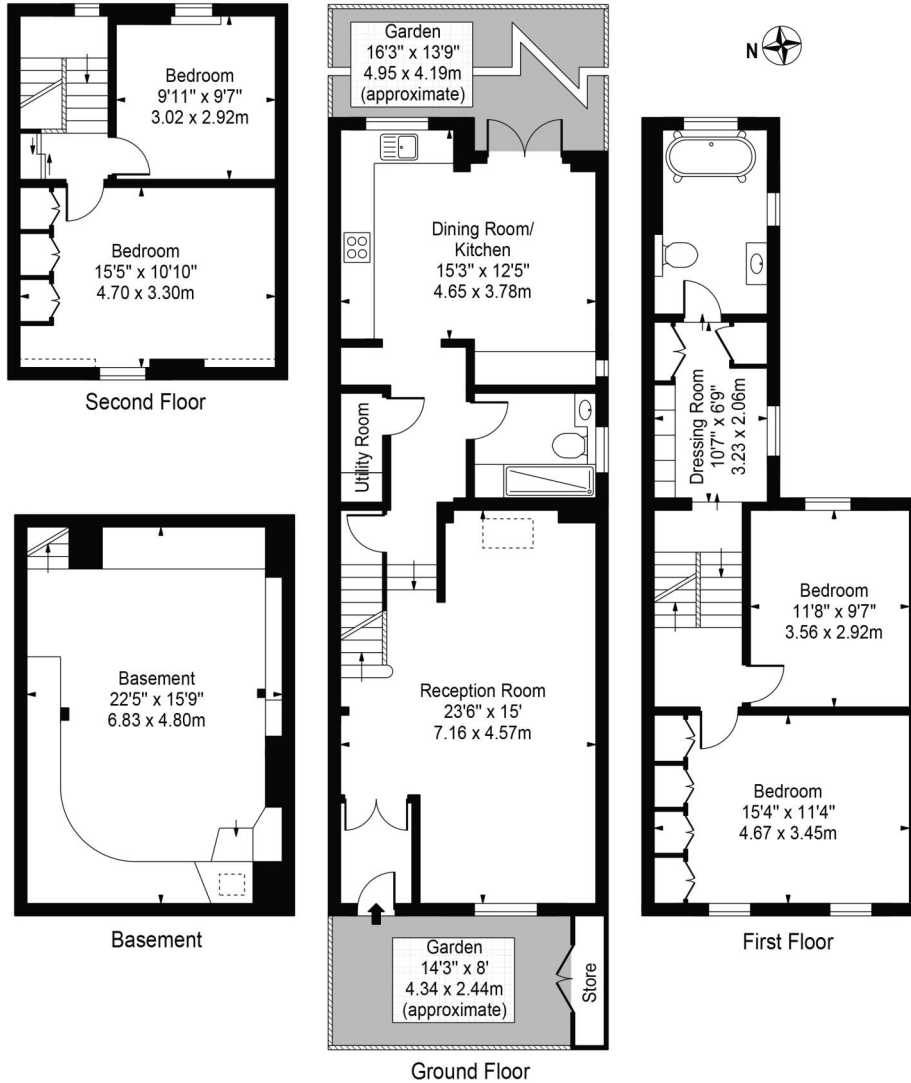 Garden
16'3" x 13'9"
4.95 x 4.19m
(approximate)
N
Bedroom
9'11" x 9'7"
3.02 x 2.92m
Bedroom
15'5" x 10'10"
4.70 x 3.30m
Second Floor
Dining Room/
Kitchen
15'3" x 12'5"
4.65 x 3.78m
Utility Room
Reception Room
23'6" x 15'
7.16 x 4.57m
Garden
14'3" x 8'
4.34 x 2.44m
(approximate)
Store
Ground Floor
Basement
22'5" x 15'9"
6.83 x 4.80m
Basement
Dressing Room
10'7" x 6'9"
3.23 x 2.06m
Bedroom
11'8" x 9'7"
3.56 x 2.92m
Bedroom
15'4" x 11'4"
4.67 x 3.45m
First Floor